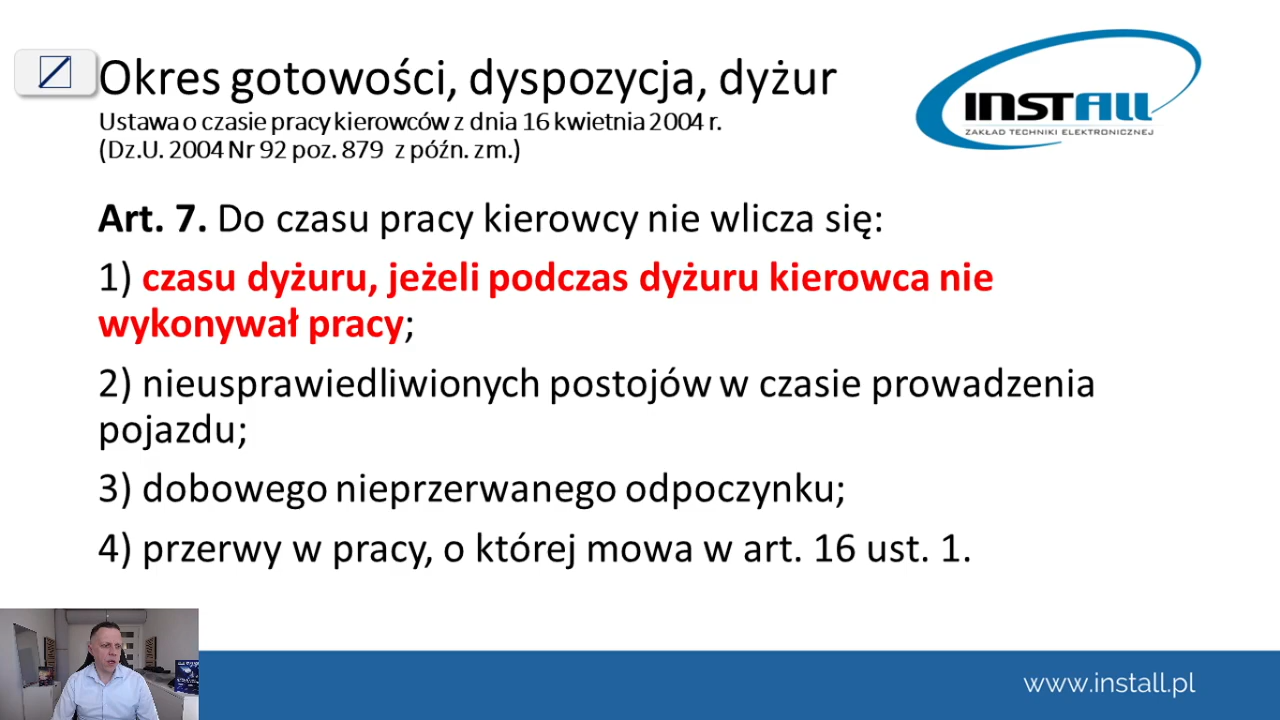 Okres gotowości, dyspozycja, dyżur
Ustawa o czasie pracy kierowców z dnia 16 kwietnia 2004 r.
(Dz.U. 2004 Nr 92 poz. 879 z późn. zm.)
INSTALL
ZAKŁAD TECHNIKI ELEKTRONICZNEJ
Art. 7. Do czasu pracy kierowcy nie wlicza się:
1) czasu dyżuru, jeżeli podczas dyżuru kierowca nie
wykonywał pracy;
2) nieusprawiedliwionych postojów w czasie prowadzenia
pojazdu;
3) dobowego nieprzerwanego odpoczynku;
4) przerwy w pracy, o której mowa w art. 16 ust. 1.
www.install.pl